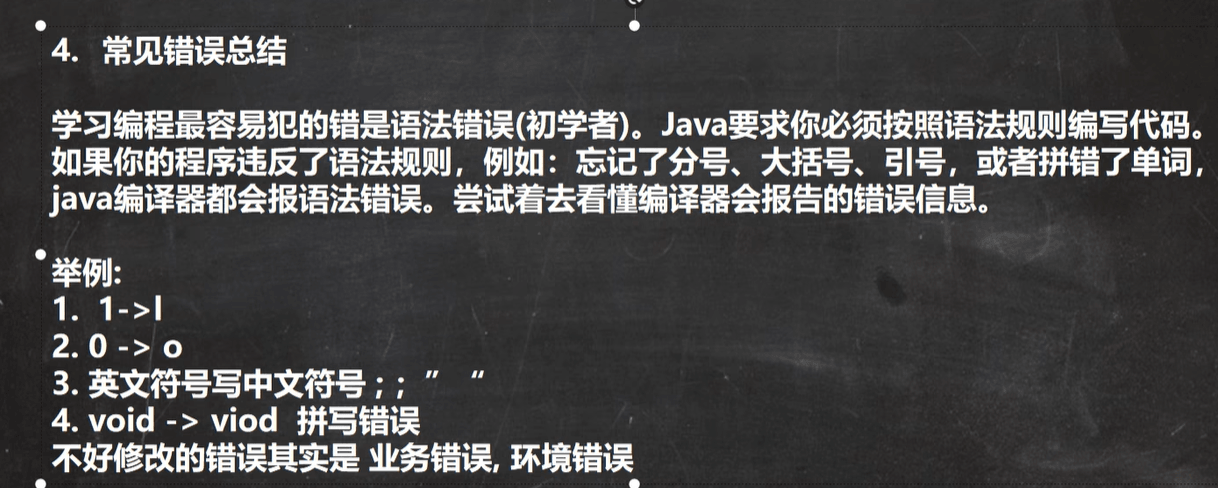 4. 常见错误总结
学习编程最容易犯的错是语法错误(初学者)。Java要求你必须按照语法规则编写代码。
如果你的程序违反了语法规则，例如：忘记了分号、大括号、引号，或者拼错了单词，
java编译器都会报语法错误。尝试着去看懂编译器会报告的错误信息。
举例:
1. 1->l
2. 0 -> o
3. 英文符号写中文符号 ; ; ” “
4. void -> viod 拼写错误
不好修改的错误其实是 业务错误, 环境错误